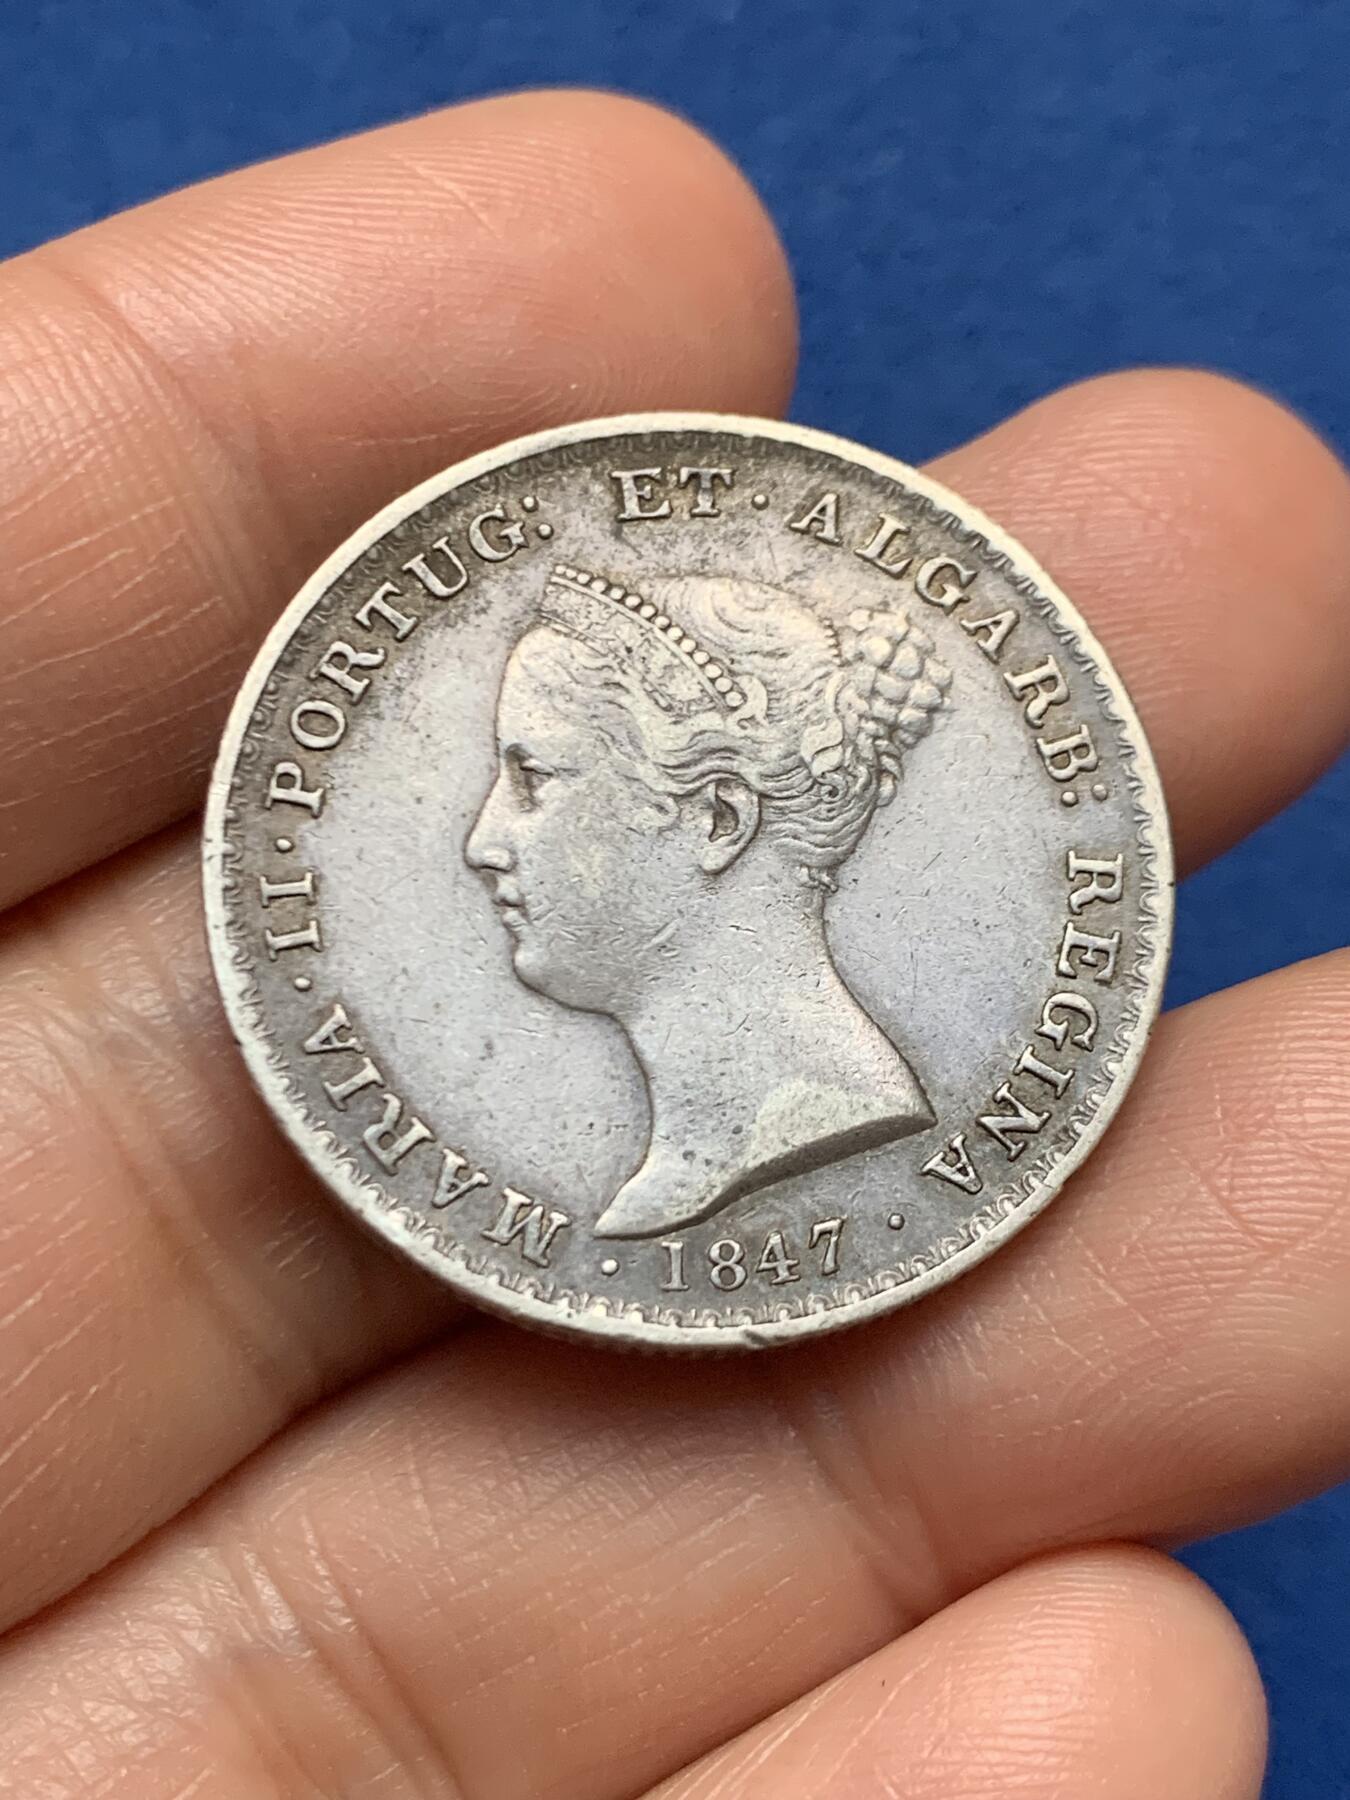 MARIA · II · PORTUG: ET · ALGARB: REGINA
· 1847 ·